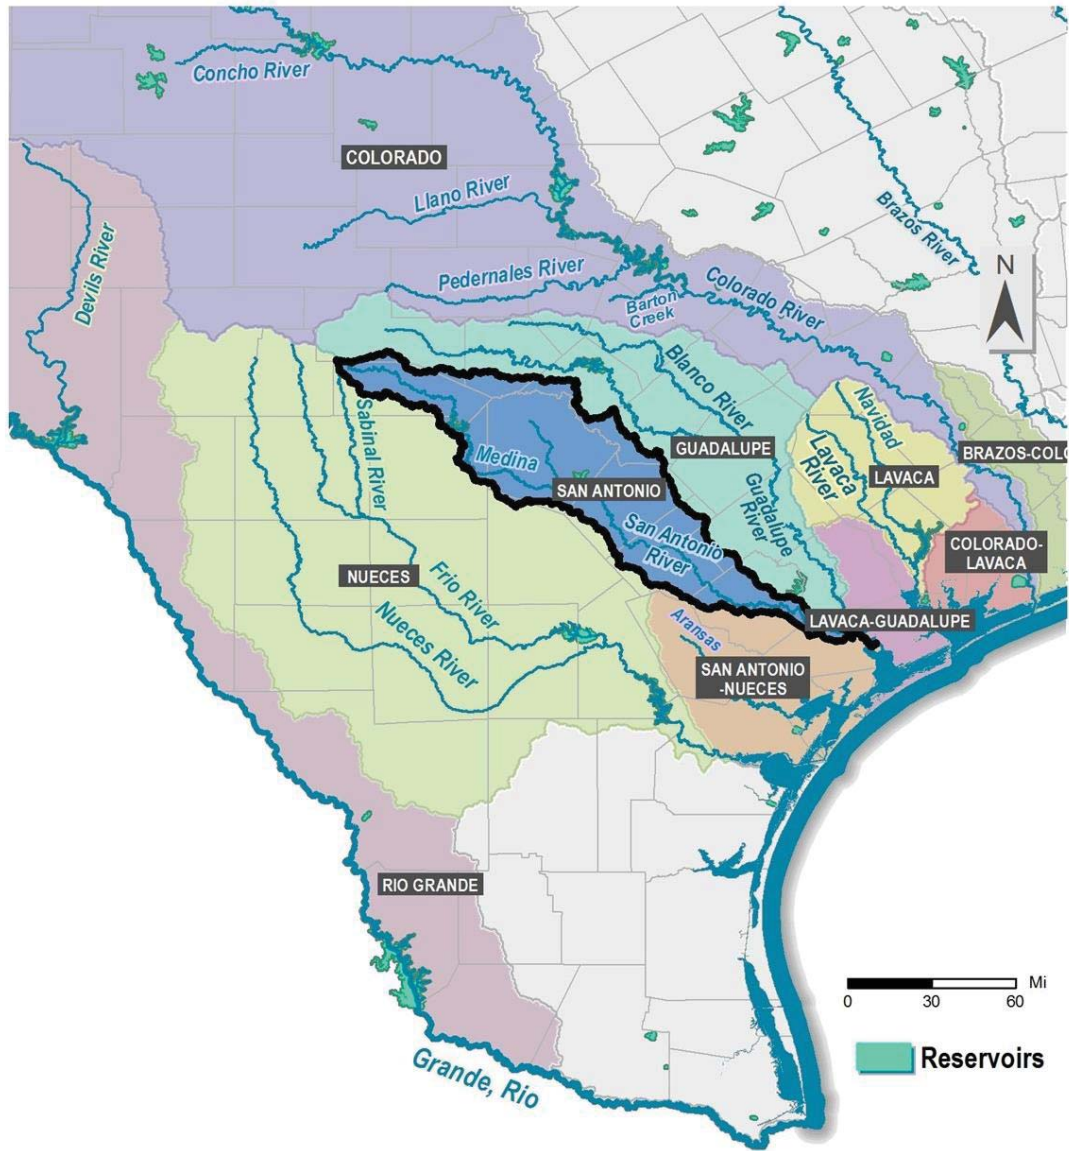 Concho River
COLORADO
Llano River
Brazos River
Devils River
Pedernales River
Colorado River
N
Barton
Creek
Blanco River
Navidad
Sabinal River
GUADALUPE
Lavaca
River
BRAZOS-COLO
Medina
LAVACA
SAN ANTONIO
Guadalupe
River
San Antonio
River
COLORADO-
LAVACA
NUECES
Frio River
Aransas
LAVACA-GUADALUPE
Nueces River
SAN ANTONIO
-NUECES
RIO GRANDE
Mi
0 30 60
Grande, Rio
Reservoirs